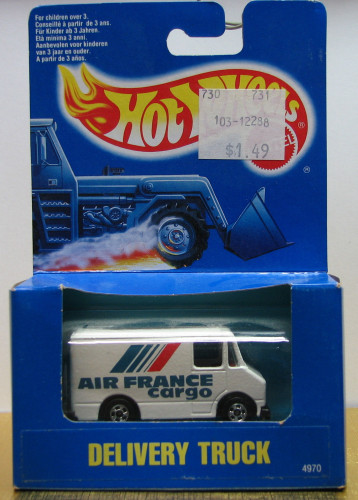 For children over 3.
Conseillé à partir de 3 ans.
Für Kinder ab 3 Jahren.
Età minima 3 anni.
Aanbevolen voor kinderen
van 3 jaar en ouder.
A partir de 3 años.
Hot Wheels
®
730 731
103-12286
$1.49
AIR FRANCE
cargo
DELIVERY TRUCK
4970